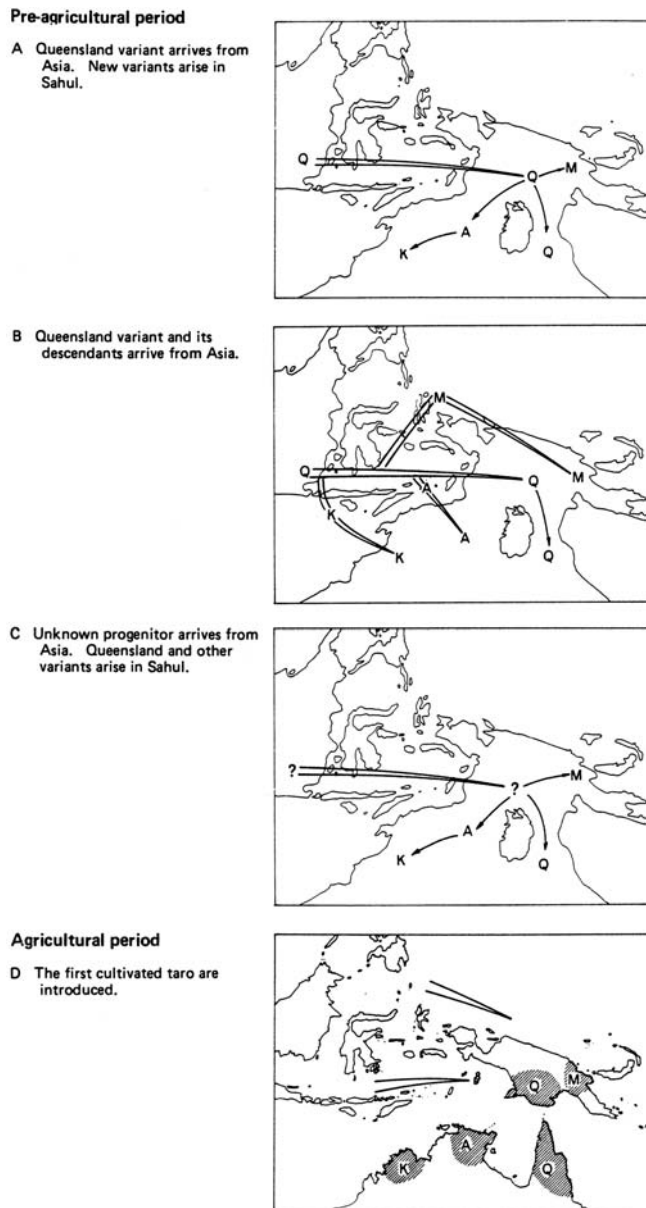 Pre-agricultural period
A Queensland variant arrives from
Asia. New variants arise in
Sahul.
Q
Q
M
A
K
Q
B Queensland variant and its
descendants arrive from Asia.
M
Q
Q
M
A
K
A
K
Q
C Unknown progenitor arrives from
Asia. Queensland and other
variants arise in Sahul.
?
?
M
A
K
Q
Agricultural period
D The first cultivated taro are
introduced.
Q
M
K
A
Q